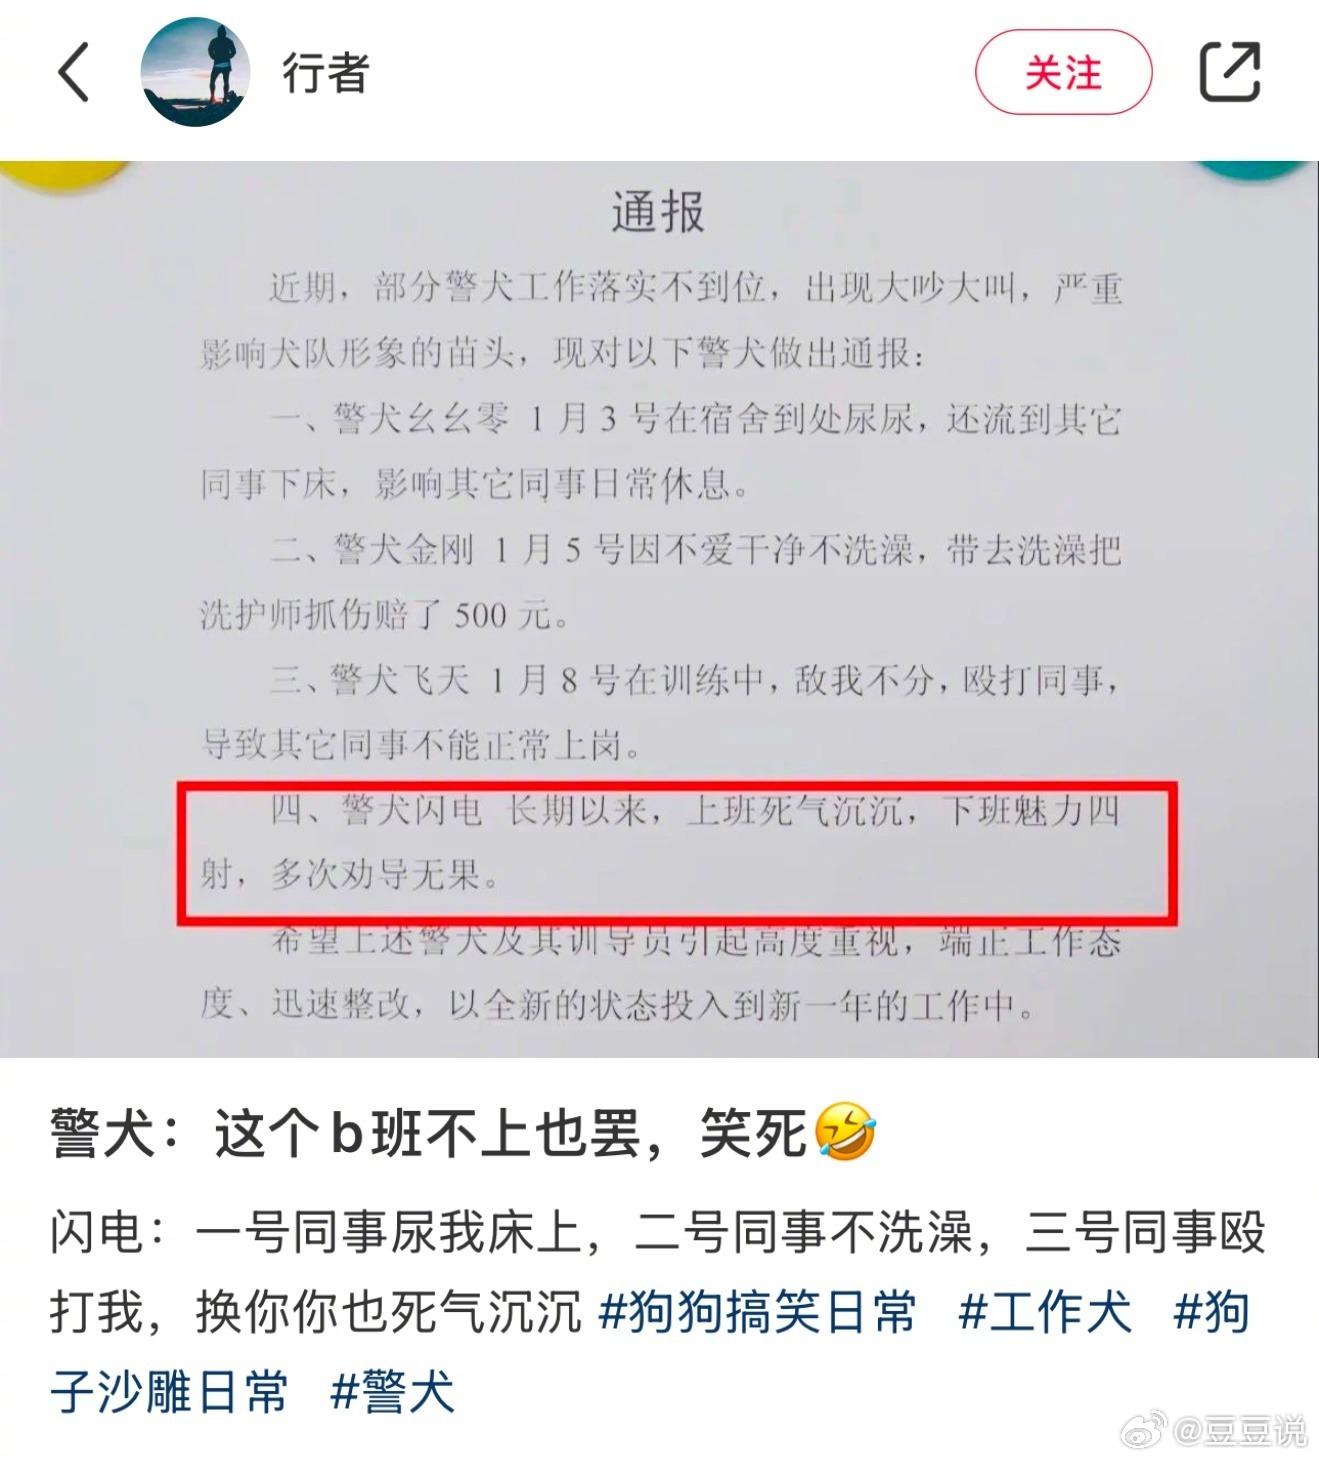 行者
关注
通报
近期，部分警犬工作落实不到位，出现大吵大叫，严重
影响犬队形象的苗头，现对以下警犬做出通报：
一、警犬幺幺零 1 月 3 号在宿舍到处尿尿，还流到其它
同事下床，影响其它同事日常休息。
二、警犬金刚 1 月 5 号因不爱干净不洗澡，带去洗澡把
洗护师抓伤赔了 500 元。
三、警犬飞天 1 月 8 号在训练中，敌我不分，殴打同事，
导致其它同事不能正常上岗。
四、警犬闪电 长期以来，上班死气沉沉，下班魅力四
射，多次劝导无果。
希望上述警犬及其训导员引起高度重视，端正工作态
度、迅速整改，以全新的状态投入到新一年的工作中。
警犬：这个b班不上也罢，笑死🤣
闪电：一号同事尿我床上，二号同事不洗澡，三号同事殴
打我，换你你也死气沉沉 #狗狗搞笑日常 #工作犬 #狗
子沙雕日常 #警犬
@豆豆说